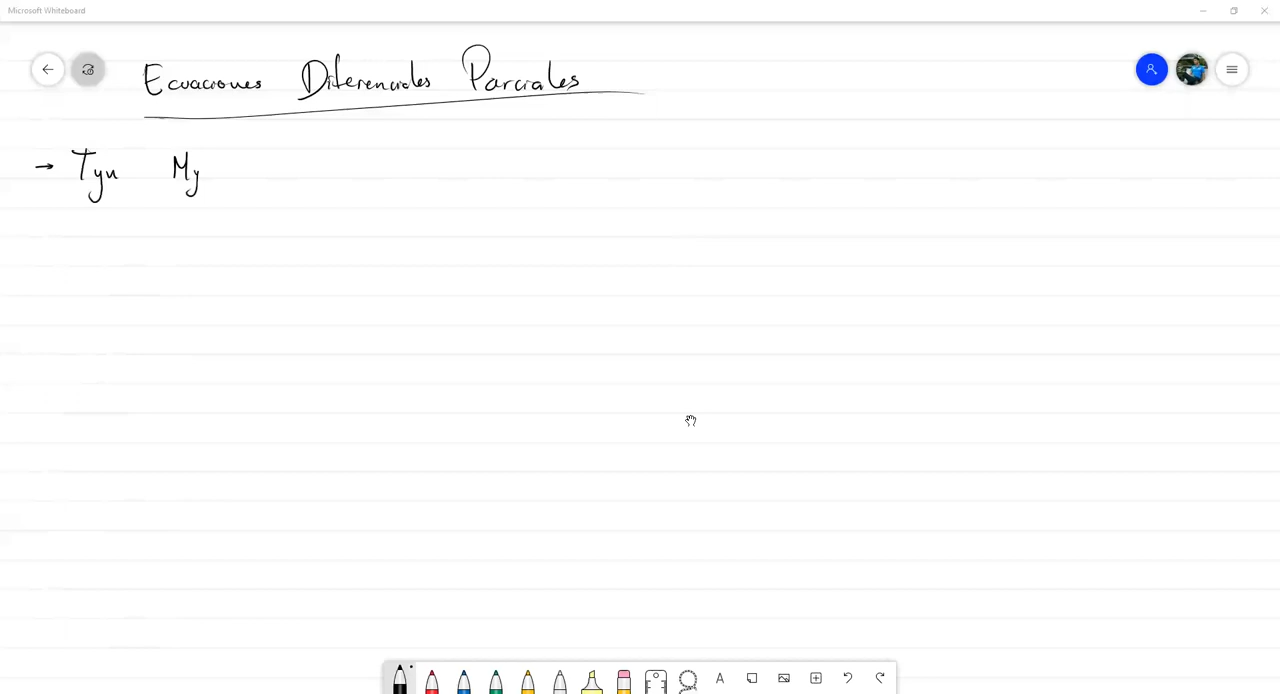 Microsoft Whiteboard
Ecuaciones Diferenciales Parciales
→ Tyn My